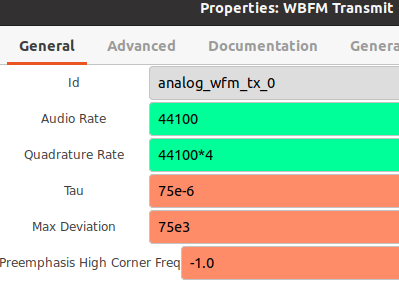 Properties: WBFM Transmit
General Advanced Documentation Genera
Id analog_wfm_tx_0
Audio Rate 44100
Quadrature Rate 44100*4
Tau 75e-6
Max Deviation 75e3
Preemphasis High Corner Freq -1.0